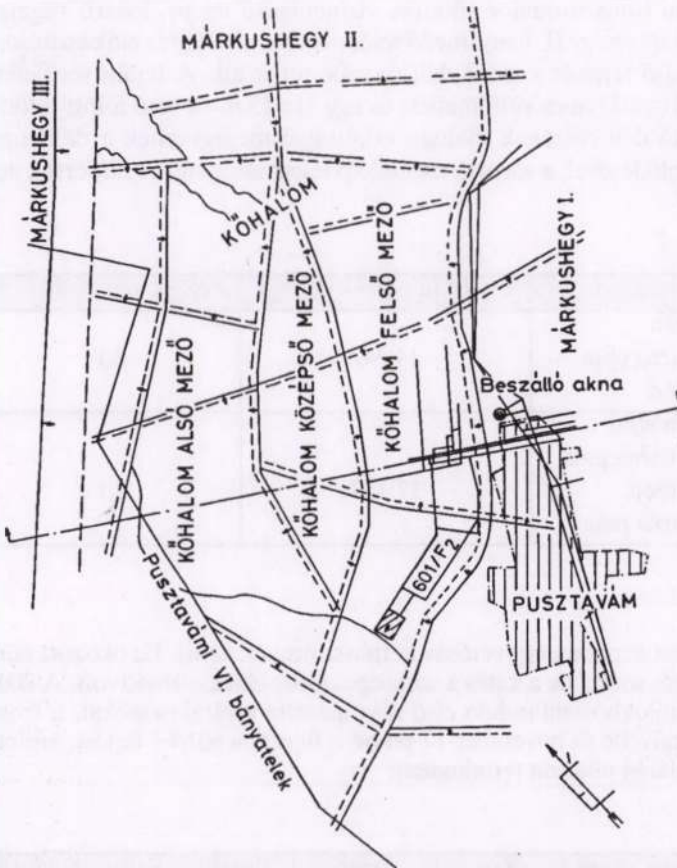 MÁRKUSHEGY II.
MÁRKUSHEGY III
KŐHALOM
KŐHALOM ALSÓ MEZŐ
KŐHALOM KÖZÉPSŐ MEZŐ
KŐHALOM FELSŐ MEZŐ
MÁRKUSHEGY I.
Beszálló akna
601/F2
PUSZTAVÁM
Pusztavámi VI bányatelek